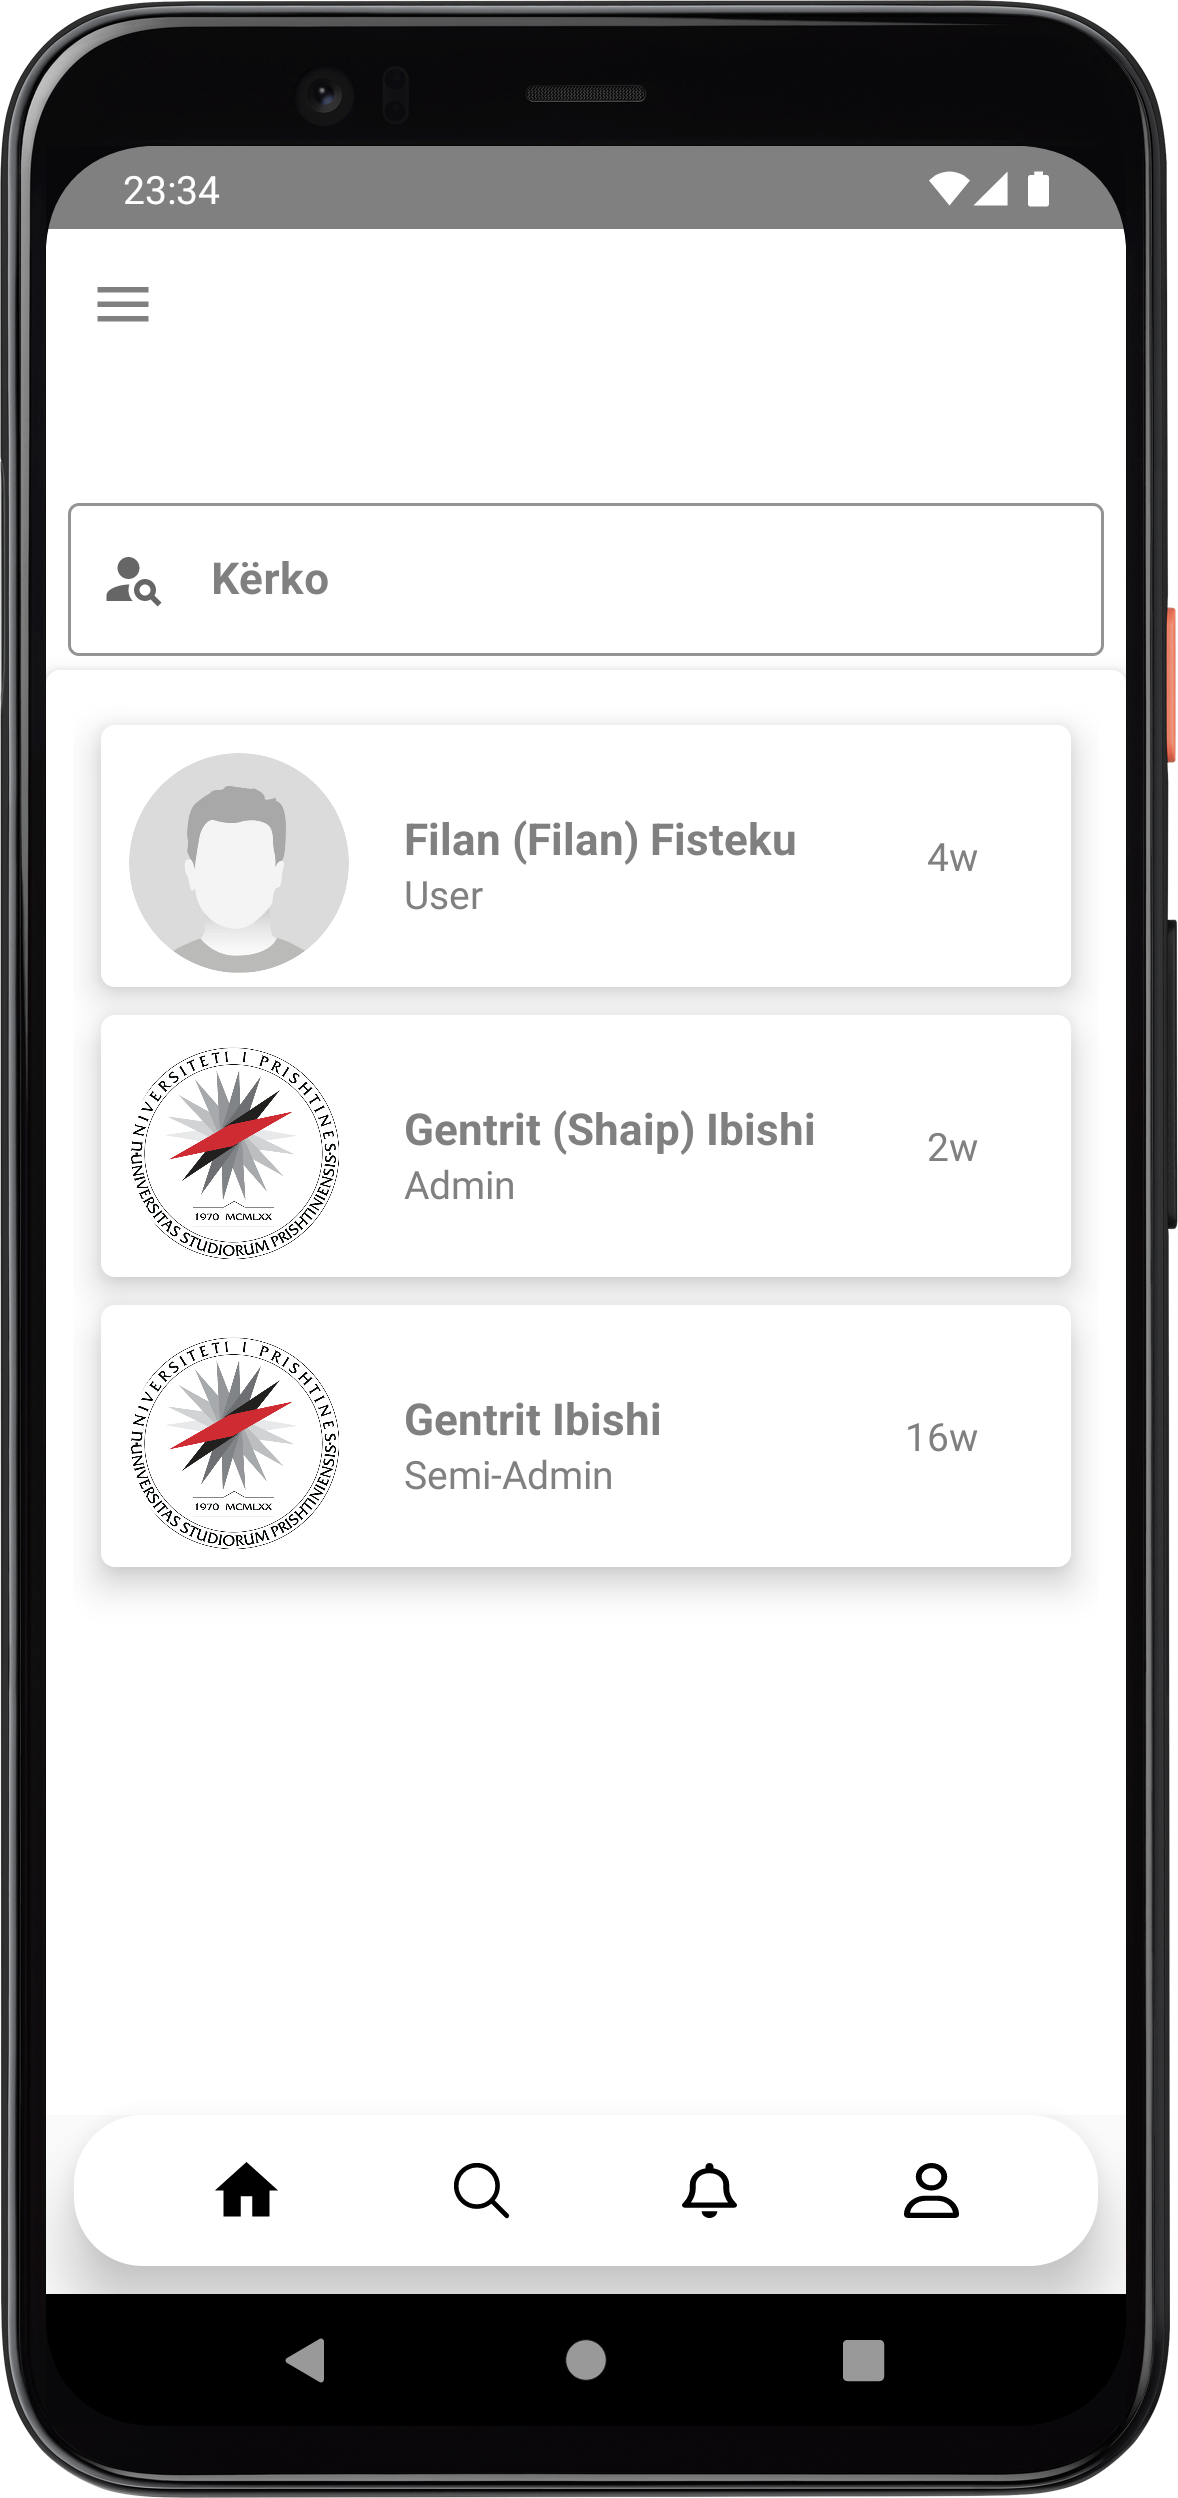 23:34
Kërko
Filan (Filan) Fisteku
User
4w
UNIVERSITETI I PRISHTINËS
UNIVERSITAS STUDIORUM PRISHTINIENSIS
1970 MCMLXX
Gentrit (Shaip) Ibishi
Admin
2w
UNIVERSITETI I PRISHTINËS
UNIVERSITAS STUDIORUM PRISHTINIENSIS
1970 MCMLXX
Gentrit Ibishi
Semi-Admin
16w